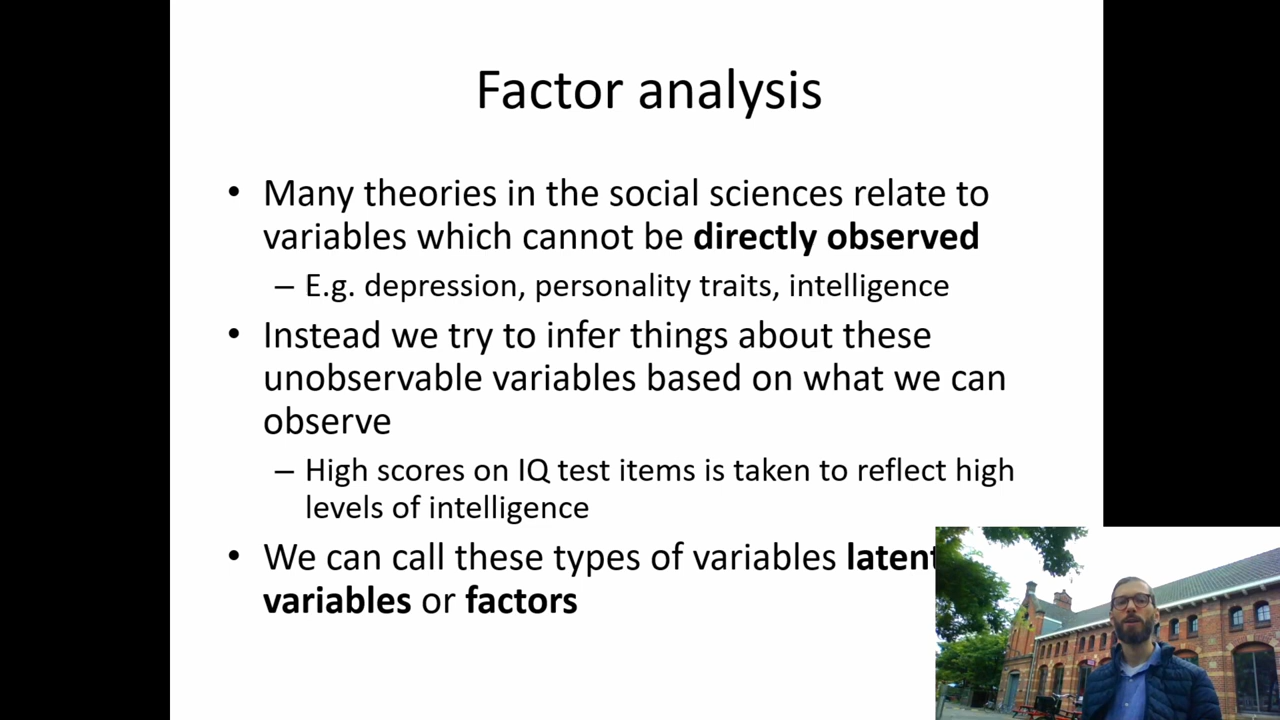 Factor analysis
• Many theories in the social sciences relate to
variables which cannot be directly observed
– E.g. depression, personality traits, intelligence
• Instead we try to infer things about these
unobservable variables based on what we can
observe
– High scores on IQ test items is taken to reflect high
levels of intelligence
• We can call these types of variables latent
variables or factors